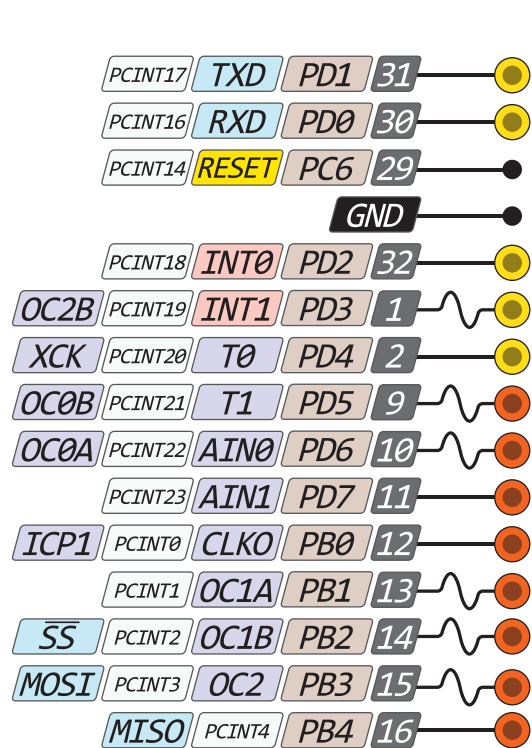 PCINT17 TXD PD1 31
PCINT16 RXD PD0 30
PCINT14 RESET PC6 29
GND
PCINT18 INT0 PD2 32
OC2B PCINT19 INT1 PD3 1
XCK PCINT20 T0 PD4 2
OC0B PCINT21 T1 PD5 9
OC0A PCINT22 AIN0 PD6 10
PCINT23 AIN1 PD7 11
ICP1 PCINT0 CLKO PB0 12
PCINT1 OC1A PB1 13
S̅S̅ PCINT2 OC1B PB2 14
MOSI PCINT3 OC2 PB3 15
MISO PCINT4 PB4 16